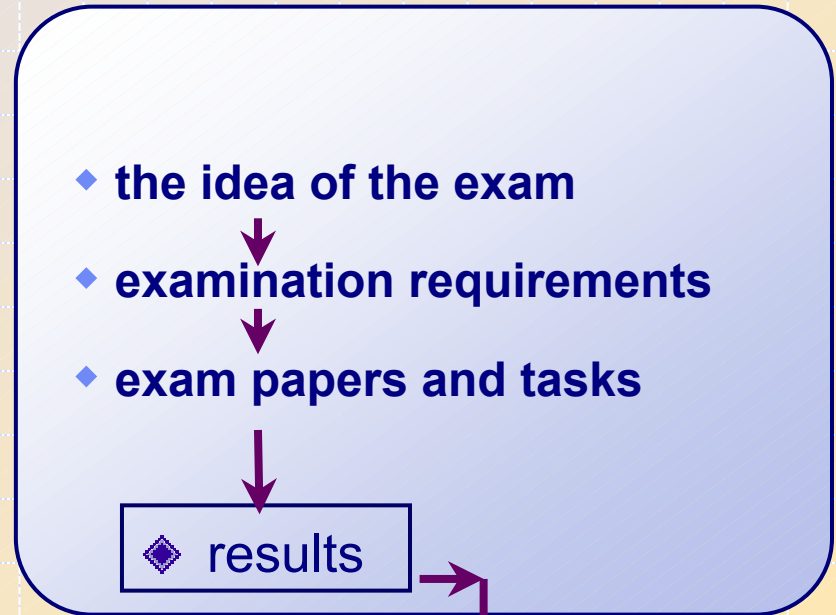 the idea of the exam
examination requirements
exam papers and tasks
results